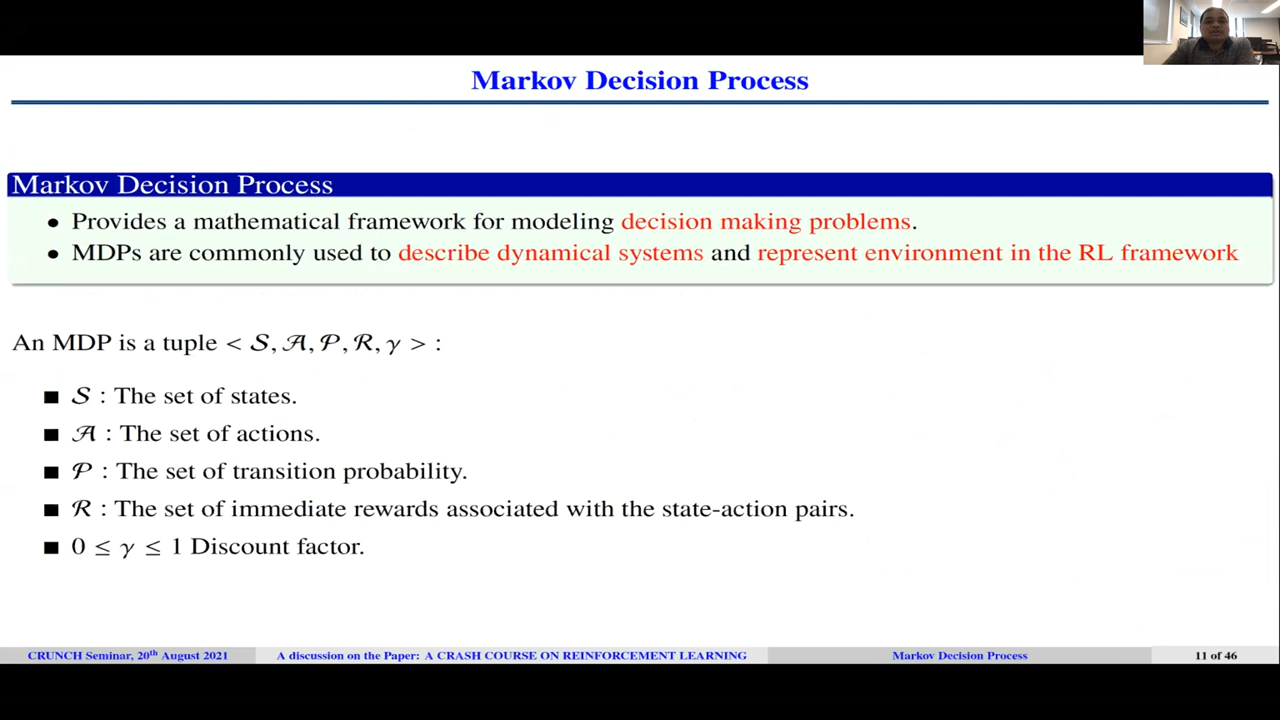 Markov Decision Process
Markov Decision Process
• Provides a mathematical framework for modeling decision making problems.
• MDPs are commonly used to describe dynamical systems and represent environment in the RL framework
An MDP is a tuple < 𝒮, 𝒜, 𝒫, ℛ, γ > :
■ 𝒮 : The set of states.
■ 𝒜 : The set of actions.
■ 𝒫 : The set of transition probability.
■ ℛ : The set of immediate rewards associated with the state-action pairs.
■ 0 ≤ γ ≤ 1 Discount factor.
CRUNCH Seminar, 20th August 2021 A discussion on the Paper: A CRASH COURSE ON REINFORCEMENT LEARNING Markov Decision Process 11 of 46